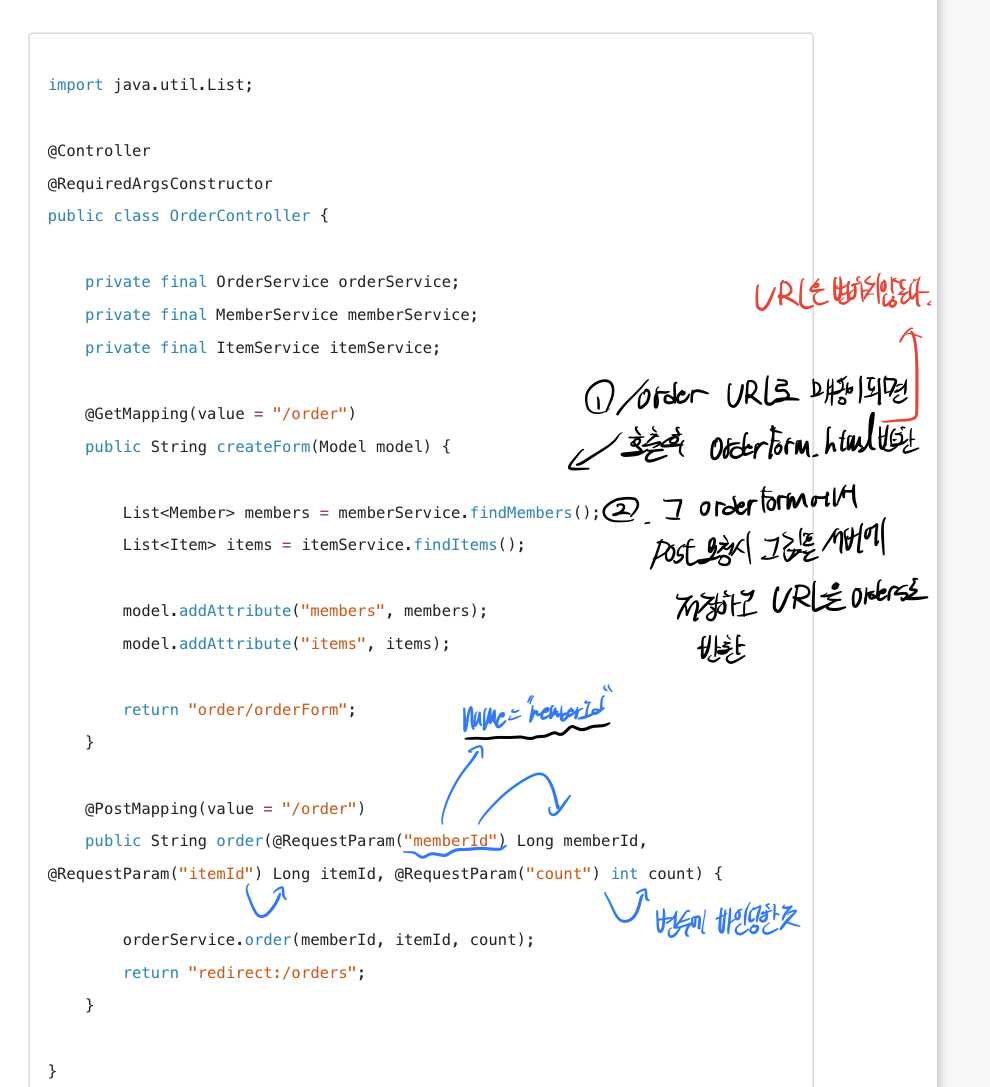 import java.util.List;
@Controller
@RequiredArgsConstructor
public class OrderController {
private final OrderService orderService;
private final MemberService memberService;
private final ItemService itemService;
URL은 변하지않는다.
@GetMapping(value = "/order")
public String createForm(Model model) {
① /order URL로 매핑이 되면
호출후 orderform.html 반환
List<Member> members = memberService.findMembers();
List<Item> items = itemService.findItems();
②. 그 orderform에서
post 요청시 그 폼을 서버에
저장하고 URL을 orders로
반환
model.addAttribute("members", members);
model.addAttribute("items", items);
return "order/orderForm";
}
name="memberId"
@PostMapping(value = "/order")
public String order(@RequestParam("memberId") Long memberId,
@RequestParam("itemId") Long itemId, @RequestParam("count") int count) {
변수에 바인딩한것
orderService.order(memberId, itemId, count);
return "redirect:/orders";
}
}